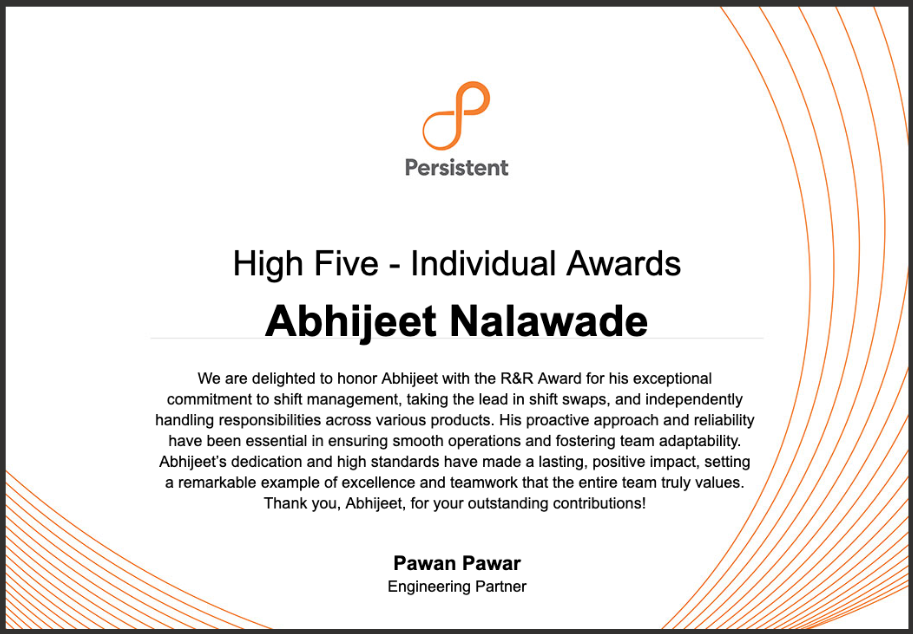 Persistent
High Five - Individual Awards
Abhijeet Nalawade
We are delighted to honor Abhijeet with the R&R Award for his exceptional
commitment to shift management, taking the lead in shift swaps, and independently
handling responsibilities across various products. His proactive approach and reliability
have been essential in ensuring smooth operations and fostering team adaptability.
Abhijeet's dedication and high standards have made a lasting, positive impact, setting
a remarkable example of excellence and teamwork that the entire team truly values.
Thank you, Abhijeet, for your outstanding contributions!
Pawan Pawar
Engineering Partner